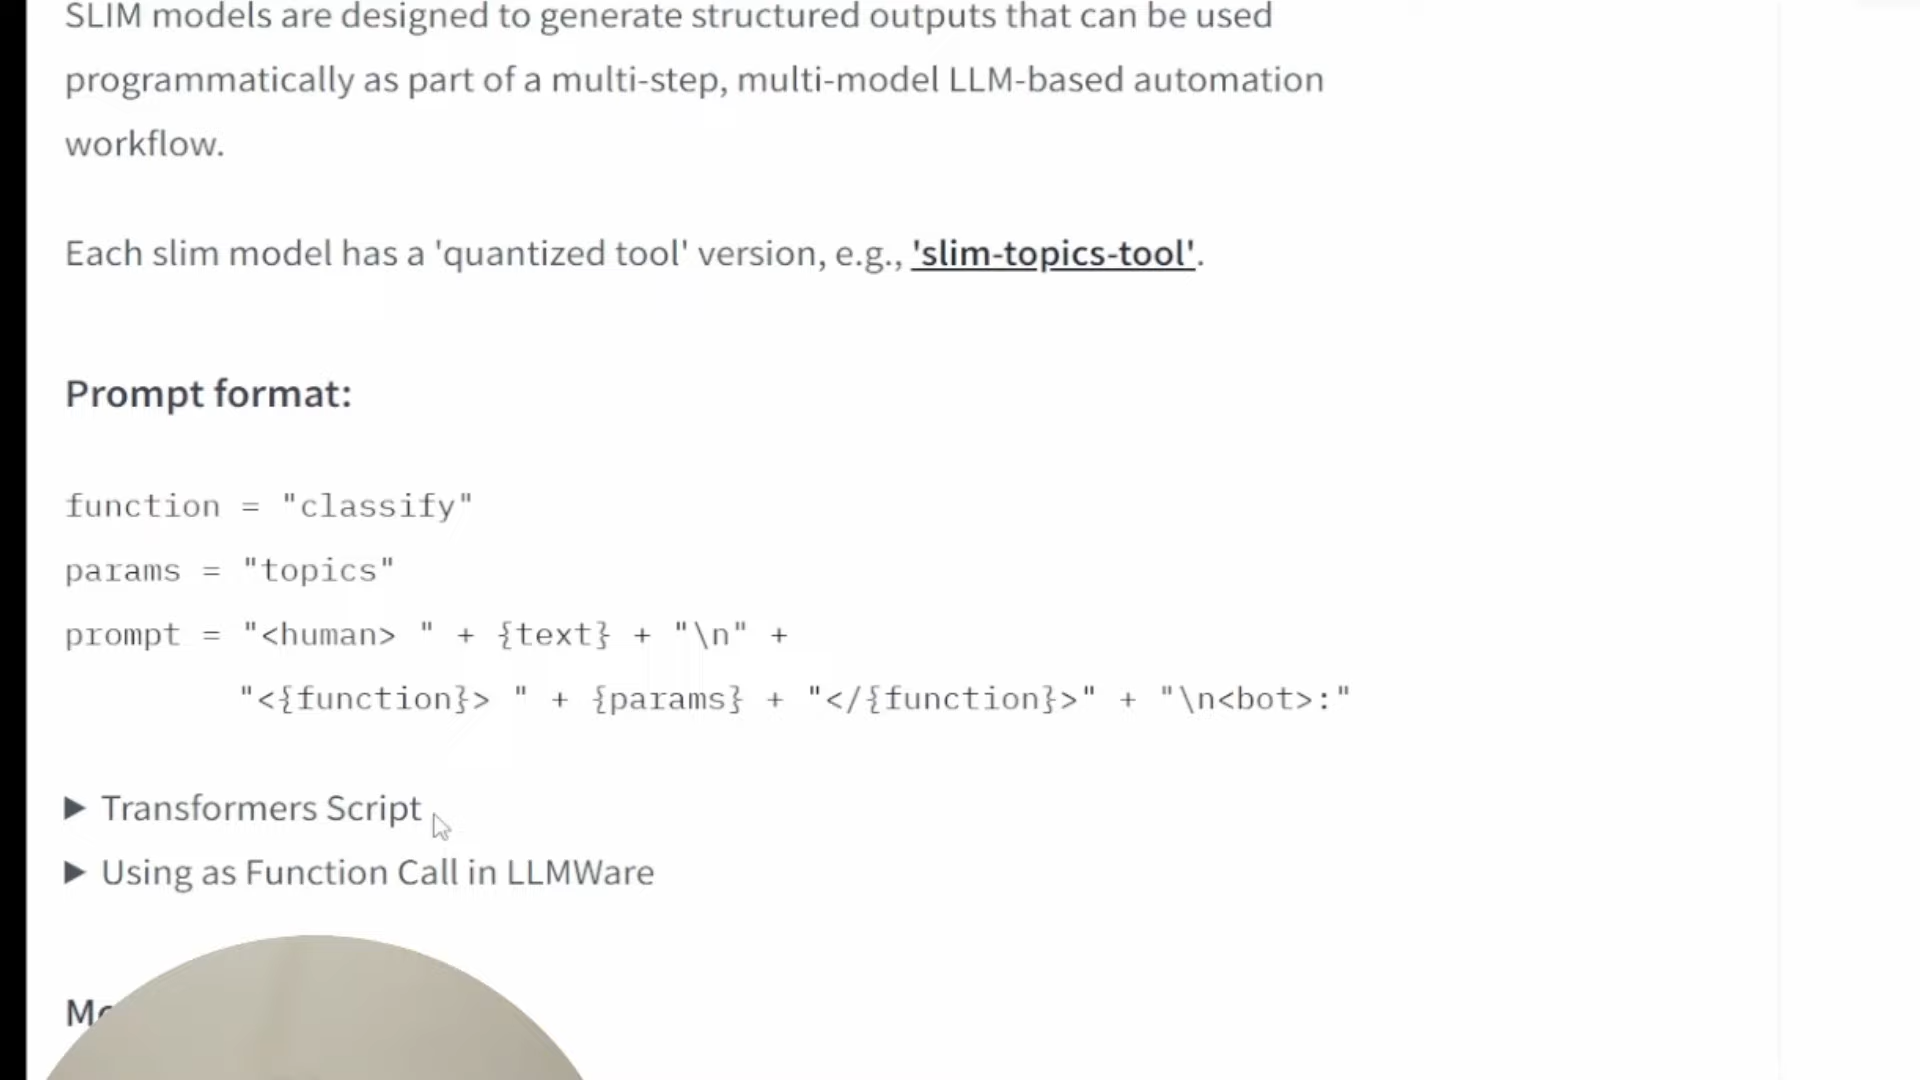 SLIM models are designed to generate structured outputs that can be used
programmatically as part of a multi-step, multi-model LLM-based automation
workflow.
Each slim model has a 'quantized tool' version, e.g., 'slim-topics-tool'.
Prompt format:
function = "classify"
params = "topics"
prompt = "<human> " + {text} + "\n" +
"<{function}> " + {params} + "</{function}>" + "\n<bot>:"
▶ Transformers Script
▶ Using as Function Call in LLMWare